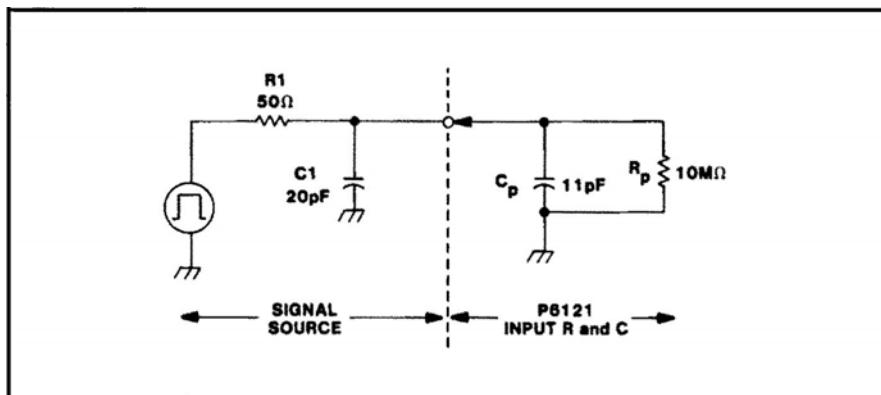 R1
50Ω
C1
20pF
Cp
11pF
Rp
10MΩ
SIGNAL
SOURCE
P6121
INPUT R and C